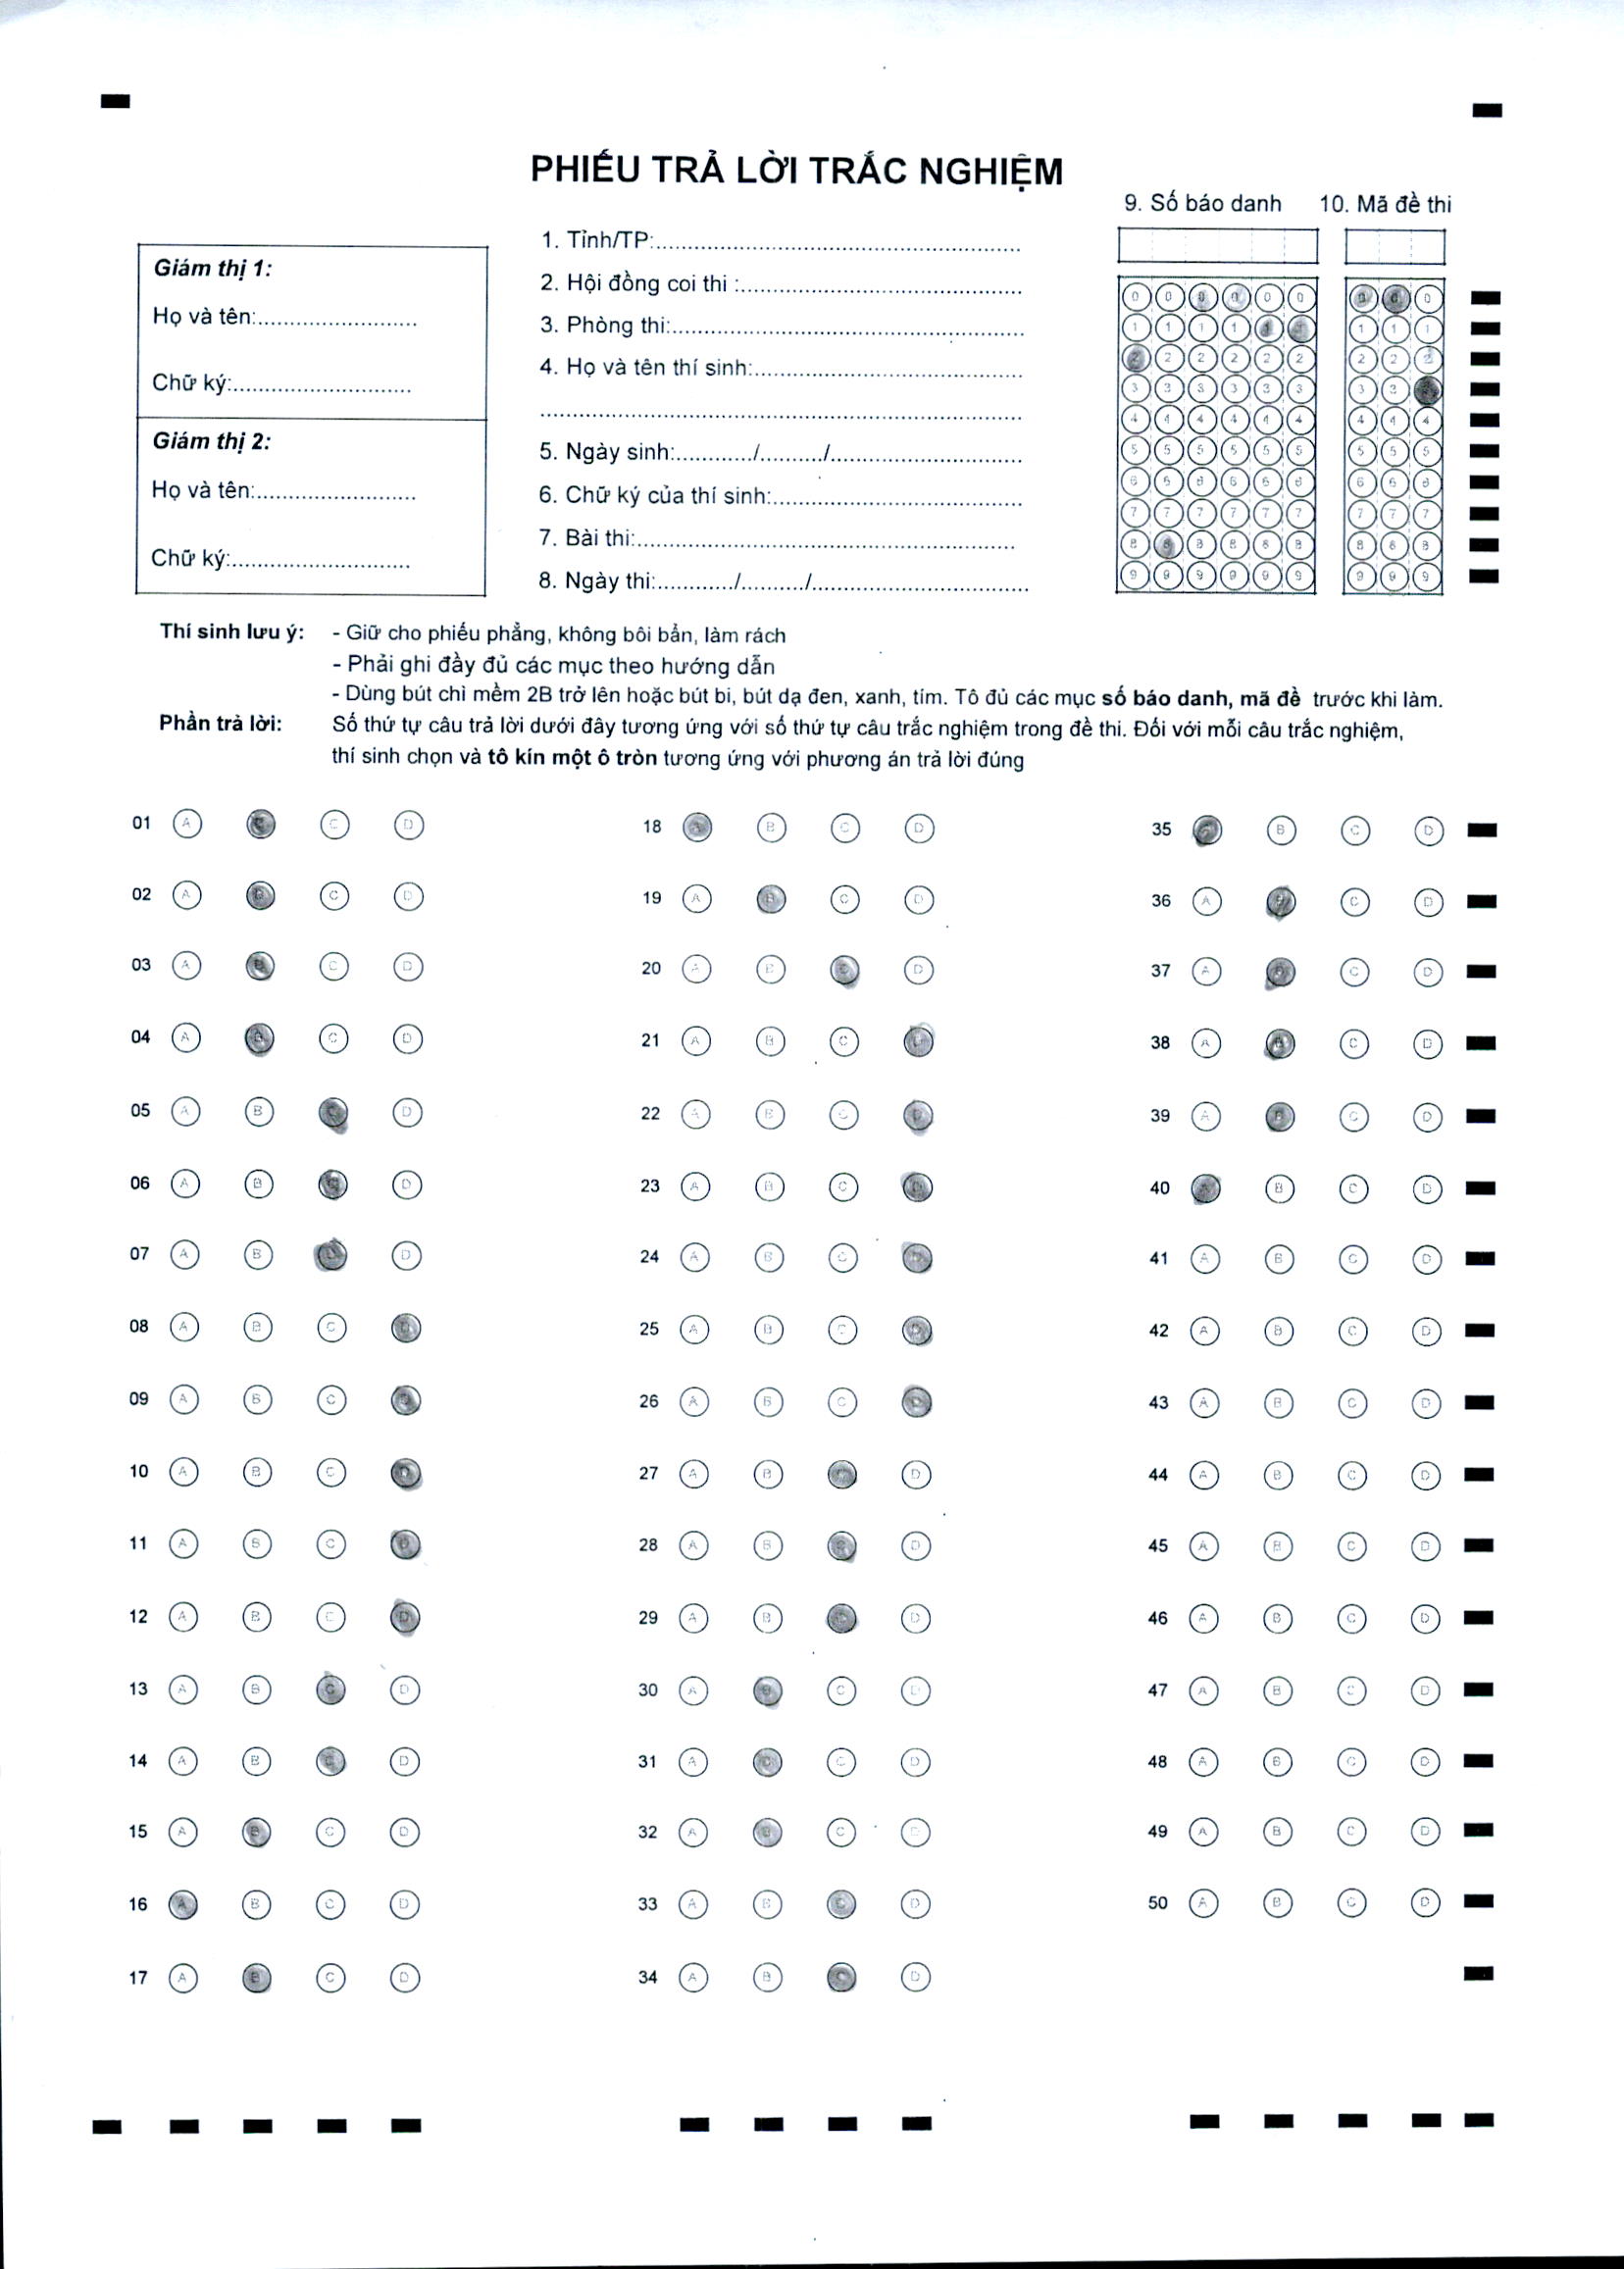 PHIẾU TRẢ LỜI TRẮC NGHIỆM
9. Số báo danh 10. Mã đề thi
Giám thị 1:
Họ và tên:..........................
Chữ ký:.............................
Giám thị 2:
Họ và tên:..........................
Chữ ký:.............................
1. Tỉnh/TP:..........................................................
2. Hội đồng coi thi :.............................................
3. Phòng thi:........................................................
4. Họ và tên thí sinh:...........................................
.............................................................................
5. Ngày sinh:............/........../...............................
6. Chữ ký của thí sinh:........................................
7. Bài thi:............................................................
8. Ngày thi:............/........../...................................
0 0 0 0 0 0 0 0 0
1 1 1 1 1 1 1 1 1
2 2 2 2 2 2 2 2 2
3 3 3 3 3 3 3 3 3
4 4 4 4 4 4 4 4 4
5 5 5 5 5 5 5 5 5
6 6 6 6 6 6 6 6 6
7 7 7 7 7 7 7 7 7
8 8 8 8 8 8 8 8 8
9 9 9 9 9 9 9 9 9
Thí sinh lưu ý: - Giữ cho phiếu phẳng, không bôi bẩn, làm rách
- Phải ghi đầy đủ các mục theo hướng dẫn
- Dùng bút chì mềm 2B trở lên hoặc bút bi, bút dạ đen, xanh, tím. Tô đủ các mục số báo danh, mã đề trước khi làm.
Phần trả lời: Số thứ tự câu trả lời dưới đây tương ứng với số thứ tự câu trắc nghiệm trong đề thi. Đối với mỗi câu trắc nghiệm,
thí sinh chọn và tô kín một ô tròn tương ứng với phương án trả lời đúng
01 A C D
02 A B C D
03 A B C D
04 A C D
05 A B D
06 A B D
07 A B D
08 A B C
09 A B C
10 A B C D
11 A B C
12 A B C D
13 A B C D
14 A B C D
15 A B C D
16 A B C D
17 A B C D
18 B C D
19 A B C D
20 A B D
21 A B C
22 A B C D
23 A B C
24 A B C D
25 A B C D
26 A B C D
27 A B D
28 A B D
29 A B D
30 A C D
31 A C D
32 A B C D
33 A B C D
34 A B C D
35 B C D
36 A C D
37 A C D
38 A C D
39 A C D
40 A B C D
41 A B C D
42 A B C D
43 A B C D
44 A B C D
45 A B C D
46 A B C D
47 A B C D
48 A B C D
49 A B C D
50 A B C D